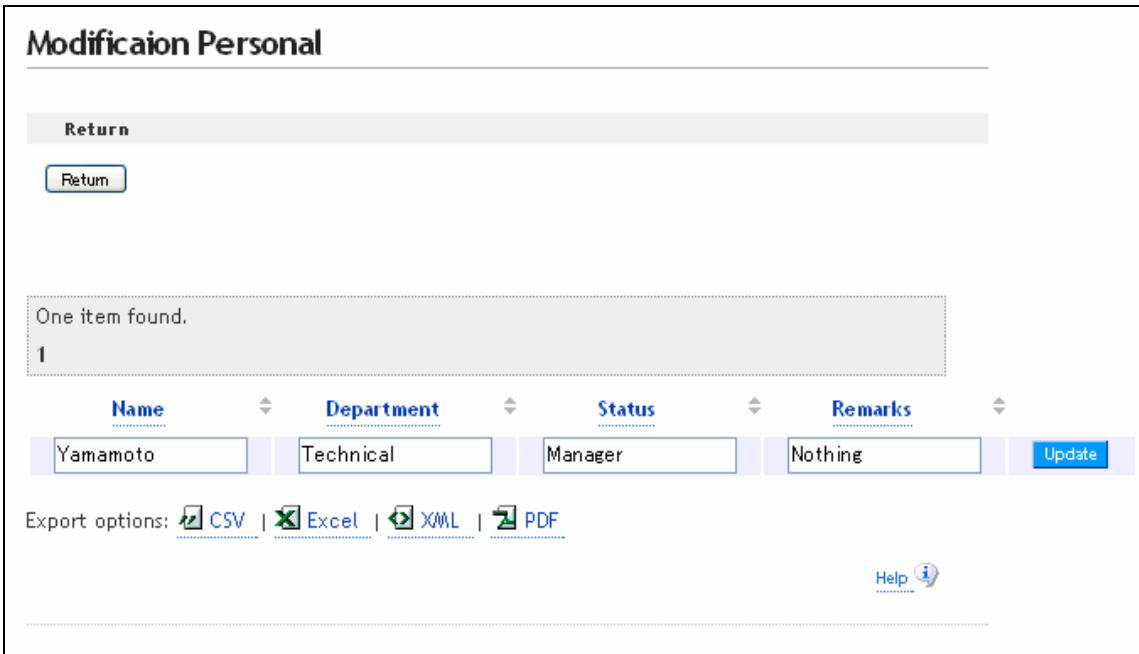 Modificaion Personal
Return
Return
One item found.
1
Name Department Status Remarks
Yamamoto Technical Manager Nothing Update
Export options: CSV | Excel | XML | PDF
Help